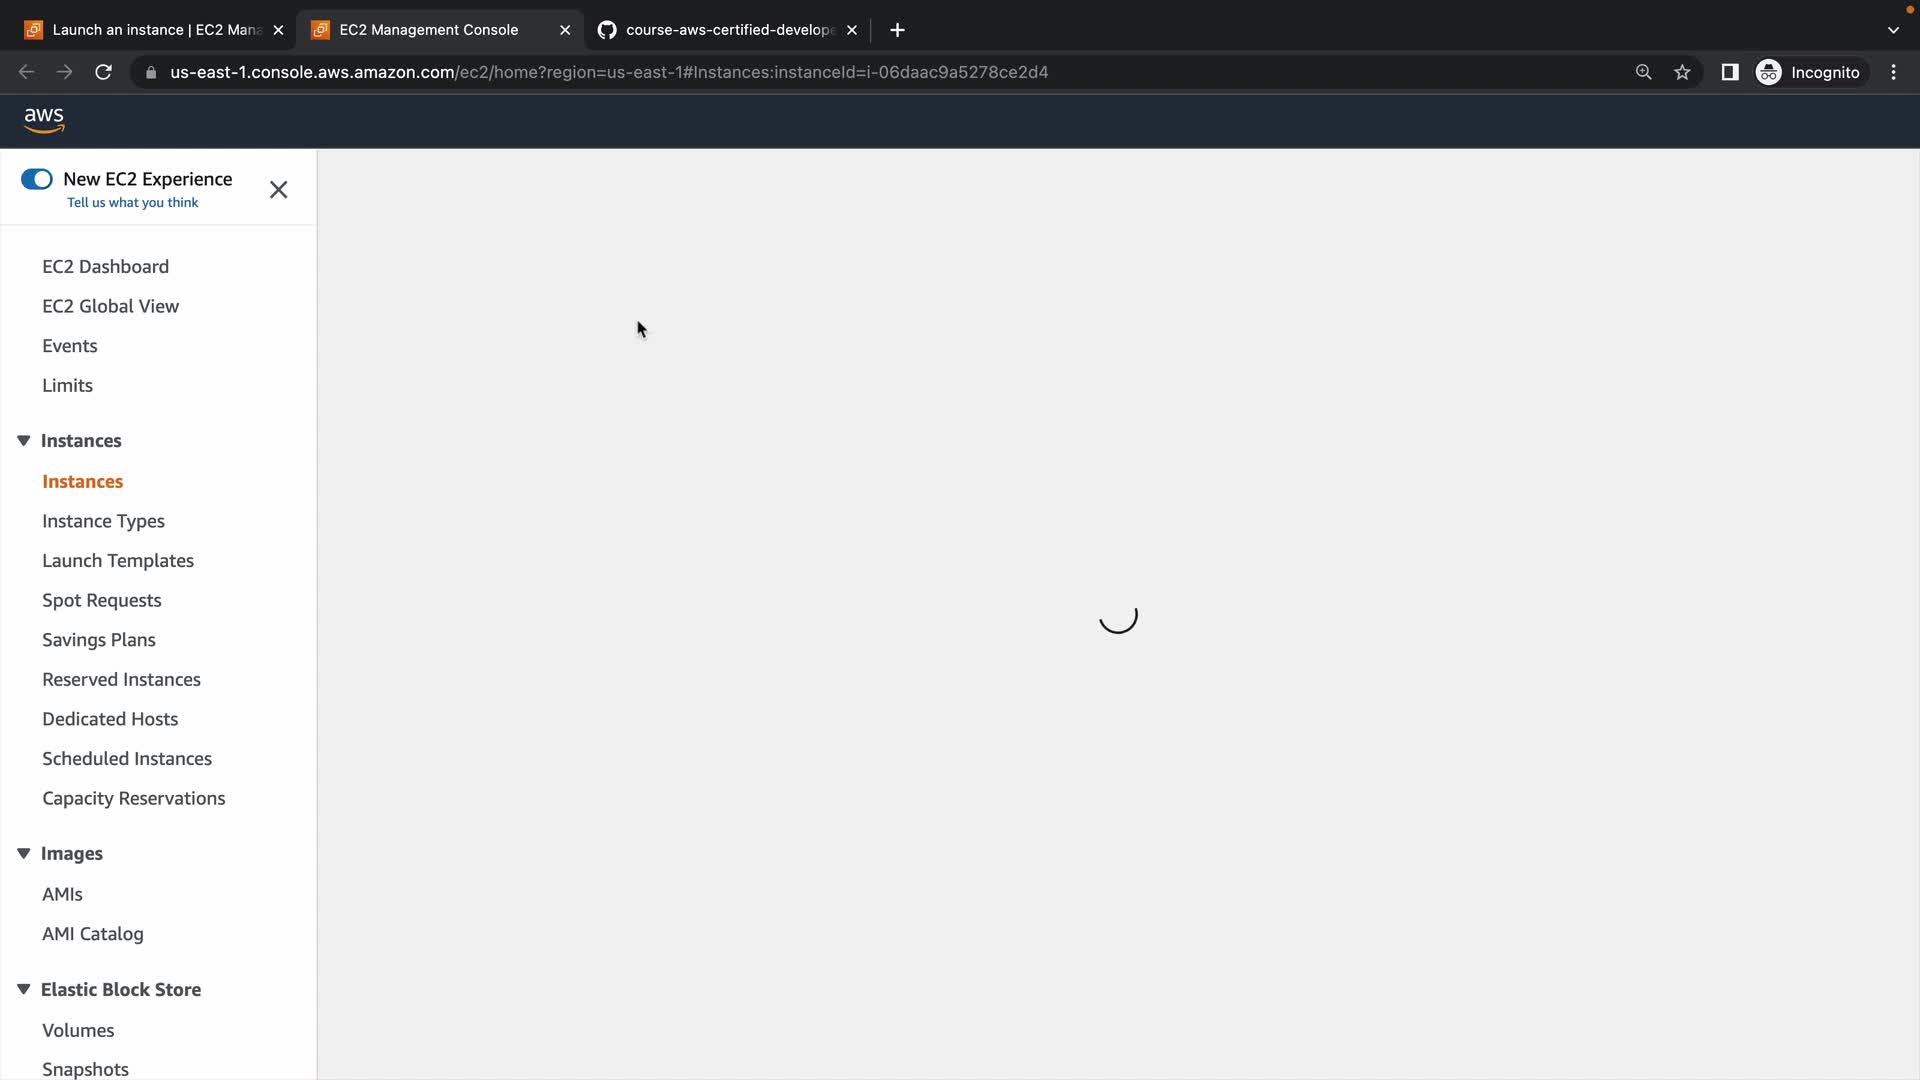 Launch an instance | EC2 Mana
EC2 Management Console
course-aws-certified-develope
us-east-1.console.aws.amazon.com/ec2/home?region=us-east-1#Instances:instanceId=i-06daac9a5278ce2d4
Incognito
aws
New EC2 Experience
Tell us what you think
EC2 Dashboard
EC2 Global View
Events
Limits
Instances
Instances
Instance Types
Launch Templates
Spot Requests
Savings Plans
Reserved Instances
Dedicated Hosts
Scheduled Instances
Capacity Reservations
Images
AMIs
AMI Catalog
Elastic Block Store
Volumes
Snapshots